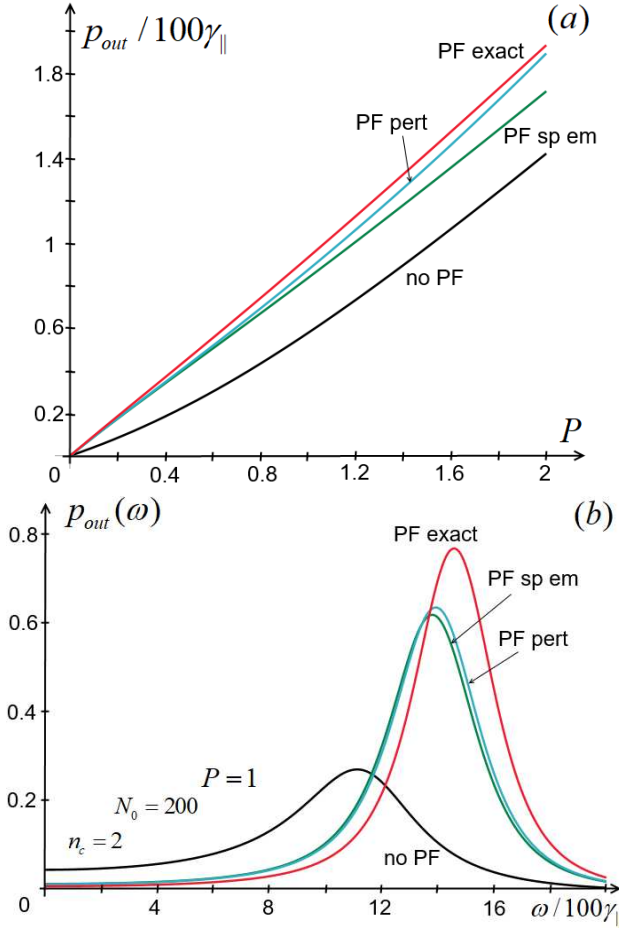 p_out / 100γ_∥
(a)
1.8
PF exact
PF pert
PF sp em
1.4
1
no PF
0.6
0.2
P
0
0.4
0.8
1.2
1.6
2
p_out(ω)
(b)
0.8
PF exact
PF sp em
0.6
PF pert
0.4
P = 1
0.2
N_0 = 200
n_c = 2
no PF
0
4
8
12
16
ω / 100γ_∥